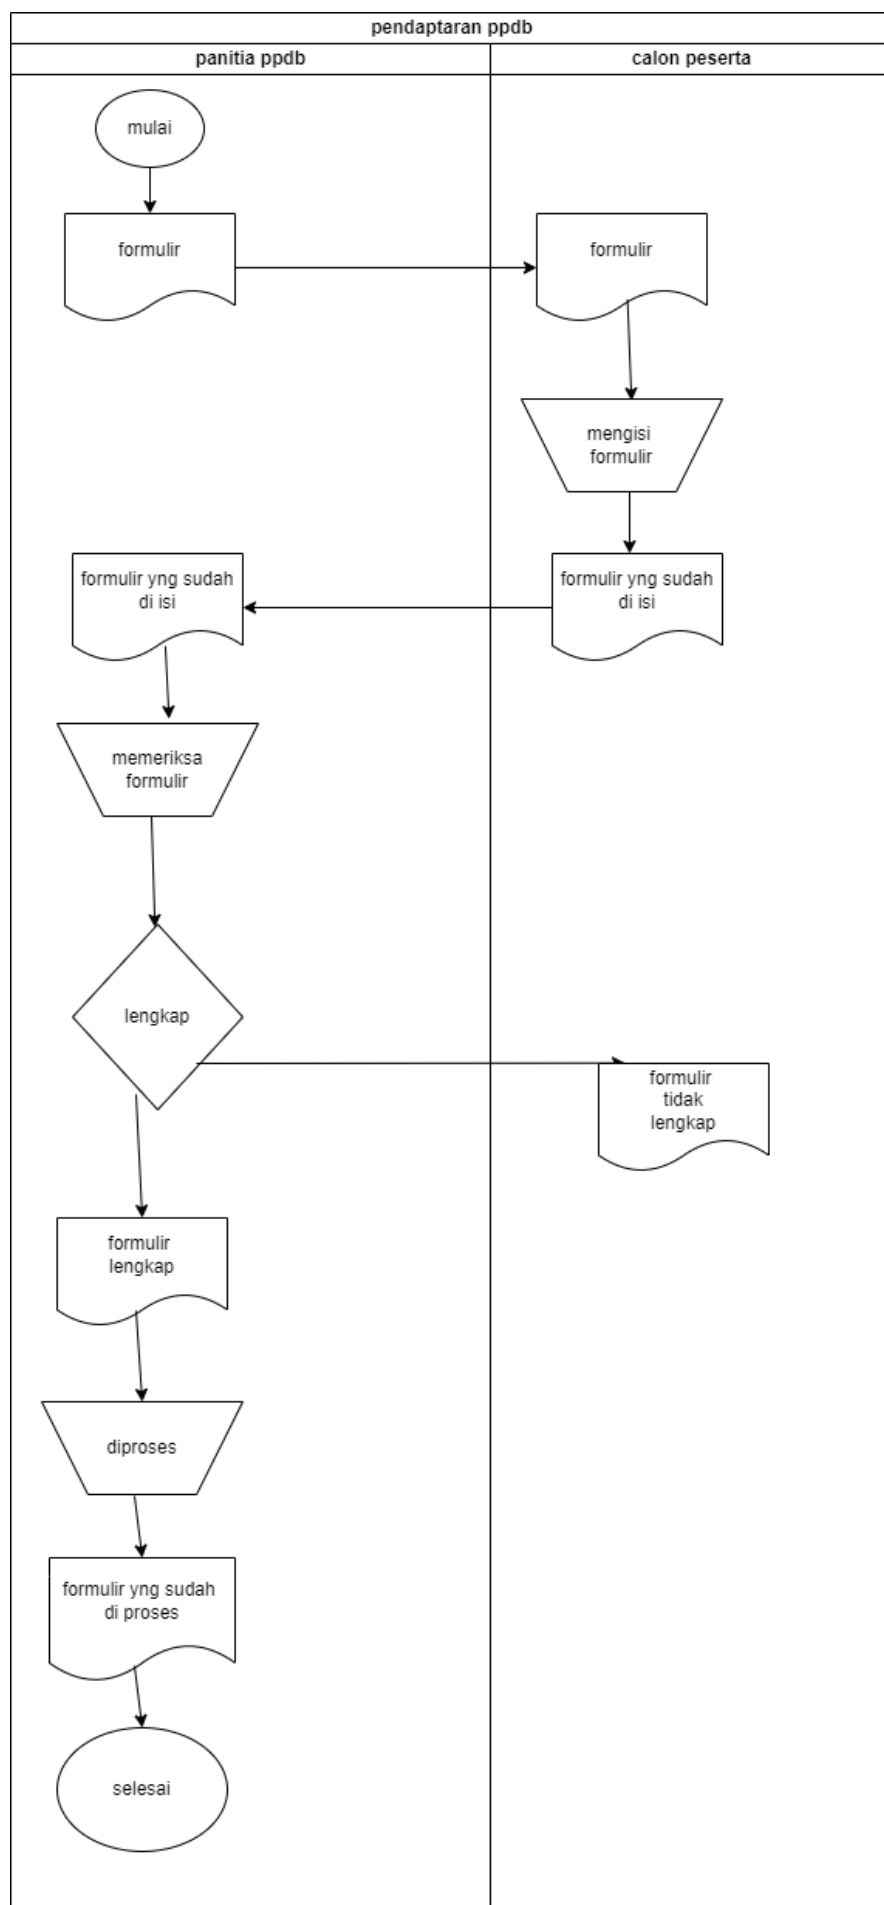 pendaptaran ppdb
panitia ppdb
calon peserta
mulai
formulir
formulir
mengisi
formulir
formulir yng sudah
di isi
formulir yng sudah
di isi
memeriksa
formulir
lengkap
formulir
tidak
lengkap
formulir
lengkap
diproses
formulir yng sudah
di proses
selesai